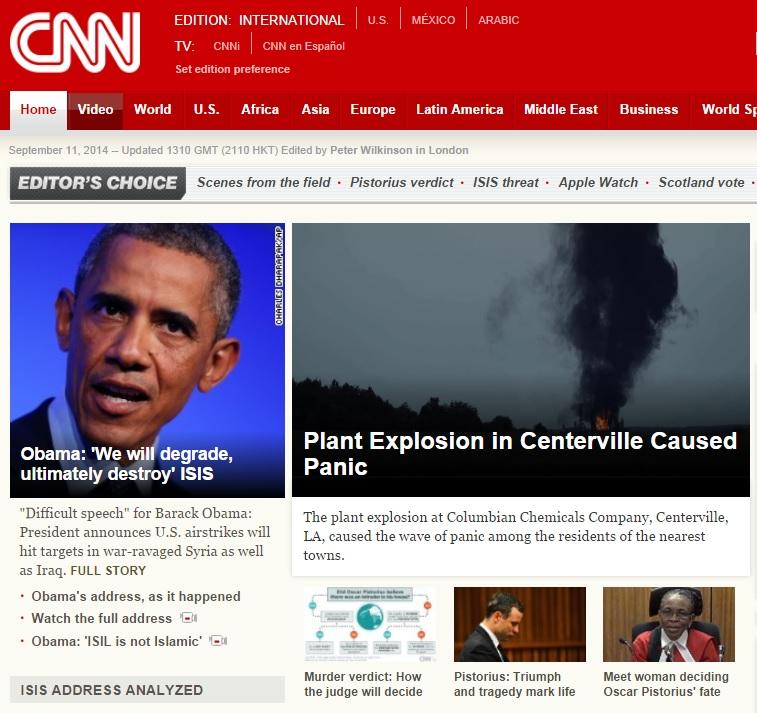 CNN
EDITION: INTERNATIONAL U.S. MÉXICO ARABIC
TV: CNNi CNN en Español
Set edition preference
Home Video World U.S. Africa Asia Europe Latin America Middle East Business World Sp
September 11, 2014 -- Updated 1310 GMT (2110 HKT) Edited by Peter Wilkinson in London
EDITOR'S CHOICE Scenes from the field · Pistorius verdict · ISIS threat · Apple Watch · Scotland vote ·
CHARLES DHARAPAK/AP
Obama: 'We will degrade,
ultimately destroy' ISIS
"Difficult speech" for Barack Obama:
President announces U.S. airstrikes will
hit targets in war-ravaged Syria as well
as Iraq. FULL STORY
· Obama's address, as it happened
· Watch the full address
· Obama: 'ISIL is not Islamic'
ISIS ADDRESS ANALYZED
Plant Explosion in Centerville Caused
Panic
The plant explosion at Columbian Chemicals Company, Centerville,
LA, caused the wave of panic among the residents of the nearest
towns.
Did Oscar Pistorius believe
there was an intruder in his house?
Murder verdict: How
the judge will decide
Pistorius: Triumph
and tragedy mark life
Meet woman deciding
Oscar Pistorius' fate